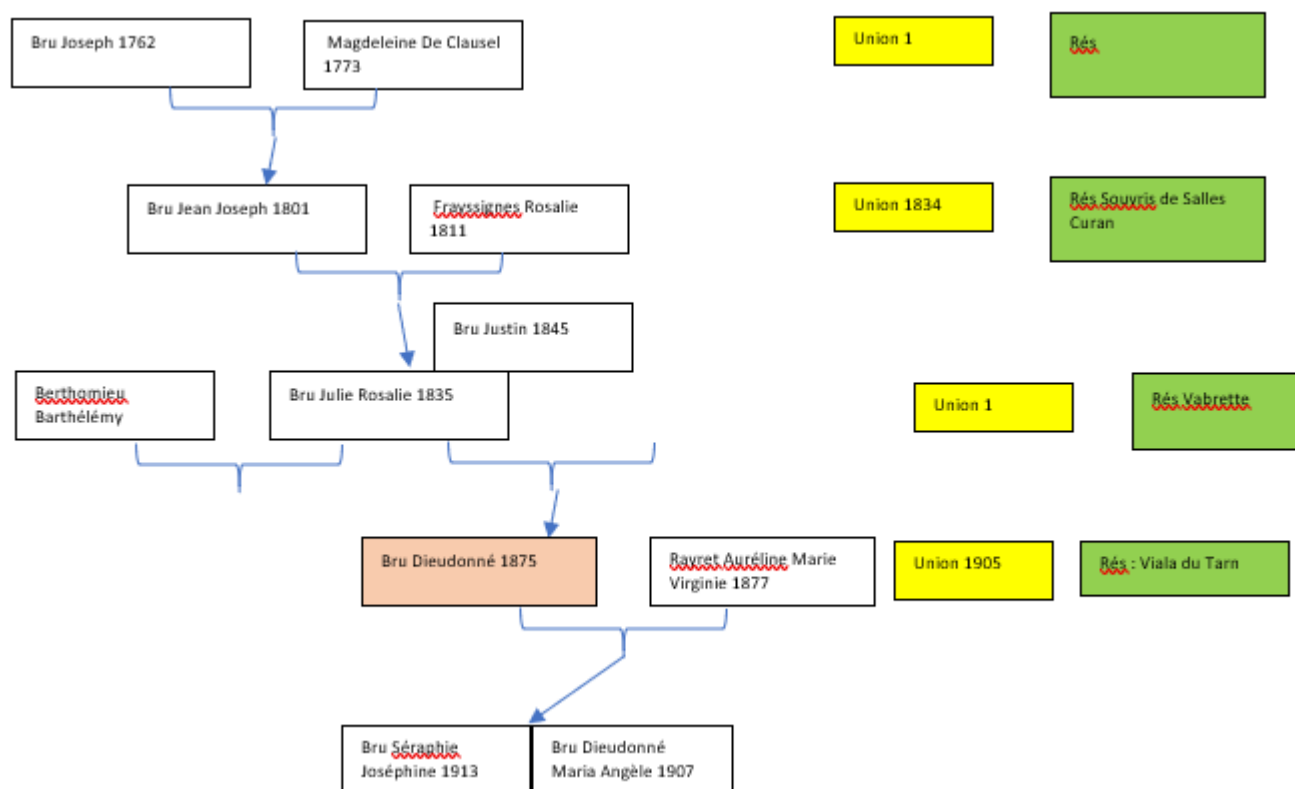 Bru Joseph 1762
Magdeleine De Clausel
1773
Union 1
Rés
Bru Jean Joseph 1801
Frayssignes Rosalie
1811
Union 1834
Rés Souvris de Salles
Curan
Bru Justin 1845
Berthomieu
Barthélémy
Bru Julie Rosalie 1835
Union 1
Rés Vabrette
Bru Dieudonné 1875
Rayret Auréline Marie
Virginie 1877
Union 1905
Rés : Viala du Tarn
Bru Séraphie
Joséphine 1913
Bru Dieudonné
Maria Angèle 1907